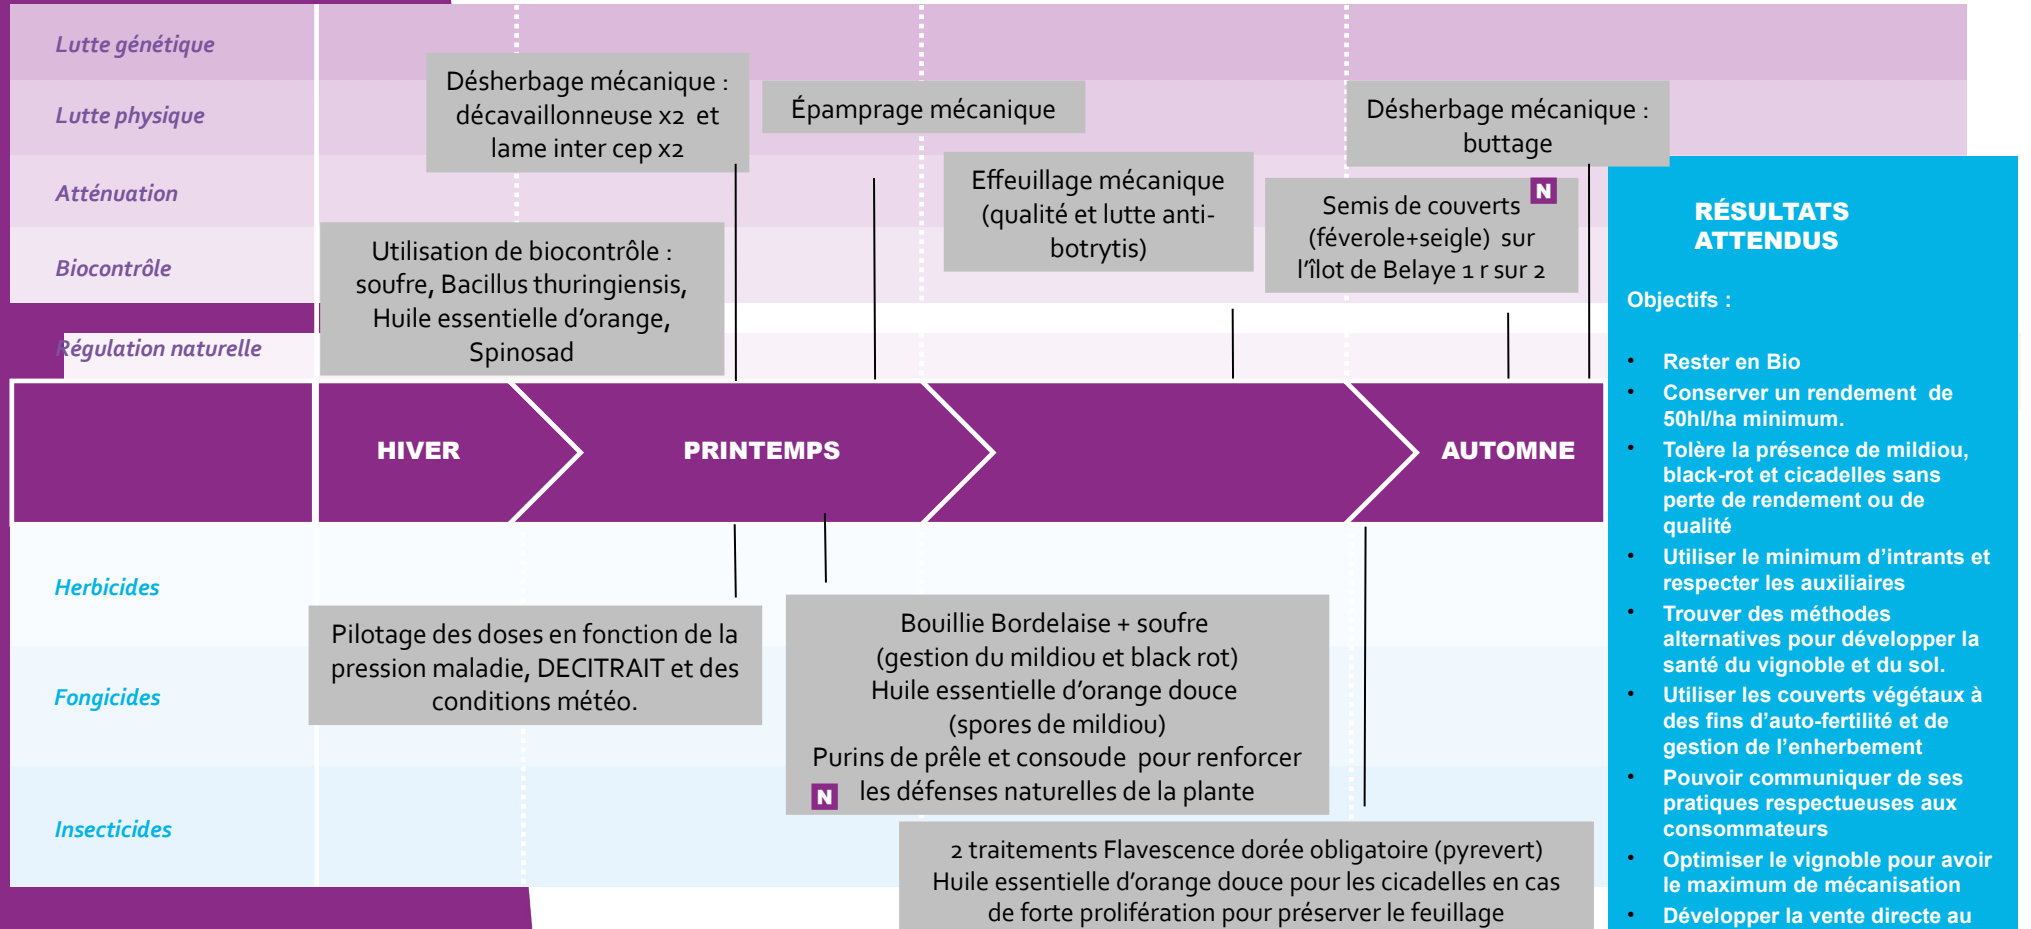 Lutte génétique
Lutte physique
Atténuation
Biocontrôle
Régulation naturelle
Désherbage mécanique :
décavaillonneuse x2 et
lame inter cep x2
Épamprage mécanique
Désherbage mécanique :
buttage
Effeuillage mécanique
(qualité et lutte anti-
botrytis)
N
Semis de couverts
(féverole+seigle) sur
l'îlot de Belaye 1 r sur 2
Utilisation de biocontrôle :
soufre, Bacillus thuringiensis,
Huile essentielle d'orange,
Spinosad
HIVER
PRINTEMPS
AUTOMNE
Herbicides
Fongicides
Insecticides
Pilotage des doses en fonction de la
pression maladie, DECITRAIT et des
conditions météo.
Bouillie Bordelaise + soufre
(gestion du mildiou et black rot)
Huile essentielle d'orange douce
(spores de mildiou)
Purins de prêle et consoude pour renforcer
N les défenses naturelles de la plante
2 traitements Flavescence dorée obligatoire (pyrevert)
Huile essentielle d'orange douce pour les cicadelles en cas
de forte prolifération pour préserver le feuillage
RÉSULTATS
ATTENDUS
Objectifs :
• Rester en Bio
• Conserver un rendement de
50hl/ha minimum.
• Tolère la présence de mildiou,
black-rot et cicadelles sans
perte de rendement ou de
qualité
• Utiliser le minimum d'intrants et
respecter les auxiliaires
• Trouver des méthodes
alternatives pour développer la
santé du vignoble et du sol.
• Utiliser les couverts végétaux à
des fins d'auto-fertilité et de
gestion de l'enherbement
• Pouvoir communiquer de ses
pratiques respectueuses aux
consommateurs
• Optimiser le vignoble pour avoir
le maximum de mécanisation
• Développer la vente directe au